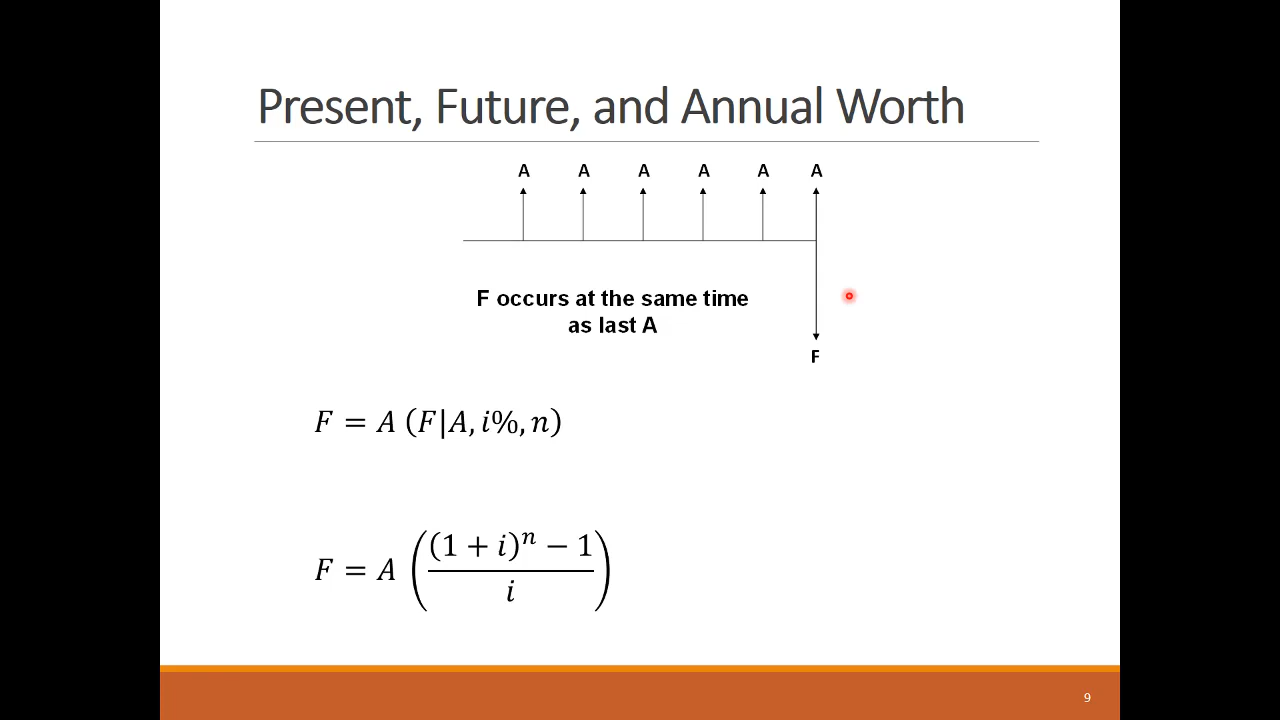 Present, Future, and Annual Worth
A A A A A A
F occurs at the same time
as last A
F
𝐹 = 𝐴 (𝐹|𝐴, 𝑖%, 𝑛)
𝐹 = 𝐴 (((1 + 𝑖)^𝑛 − 1)/𝑖)
9